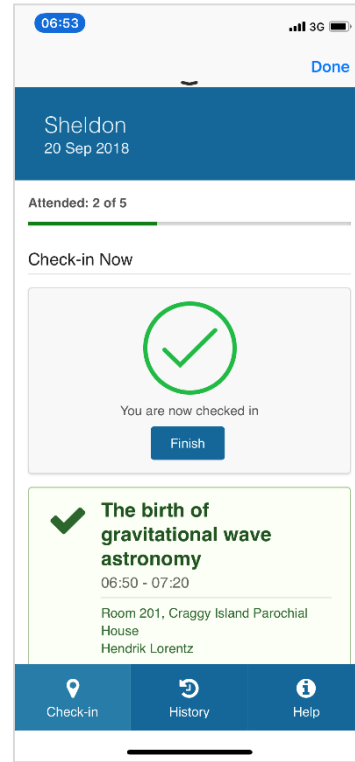 06:53
3G
Done
Sheldon
20 Sep 2018
Attended: 2 of 5
Check-in Now
You are now checked in
Finish
The birth of
gravitational wave
astronomy
06:50 - 07:20
Room 201, Craggy Island Parochial
House
Hendrik Lorentz
Check-in
History
Help